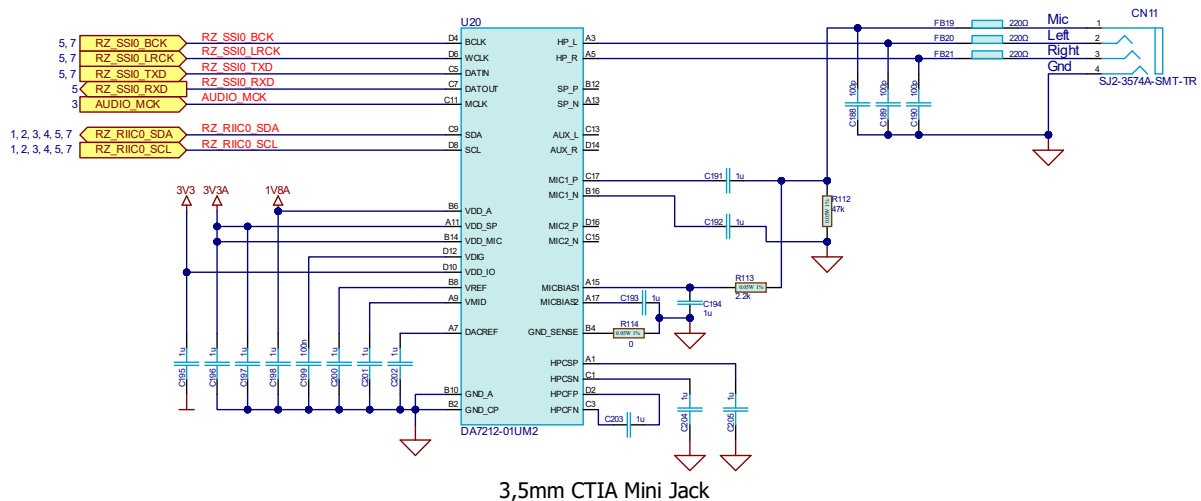 U20
CN11
5, 7 RZ_SSI0_BCK RZ_SSI0_BCK D4 BCLK HP_L A3 FB19 220Ω Mic 1
5, 7 RZ_SSI0_LRCK RZ_SSI0_LRCK D6 WCLK HP_R A5 FB20 220Ω Left 2
5, 7 RZ_SSI0_TXD RZ_SSI0_TXD C5 DATIN FB21 220Ω Right 3
5 RZ_SSI0_RXD RZ_SSI0_RXD C7 DATOUT SP_P B12 Gnd 4
3 AUDIO_MCK AUDIO_MCK C11 MCLK SP_N A13 SJ2-3574A-SMT-TR
C188 100p C189 100p C190 100p
1, 2, 3, 4, 5, 7 RZ_RIIC0_SDA RZ_RIIC0_SDA C9 SDA AUX_L C13
1, 2, 3, 4, 5, 7 RZ_RIIC0_SCL RZ_RIIC0_SCL D8 SCL AUX_R D14
MIC1_P C17 C191 1u
3V3 3V3A 1V8A MIC1_N B16 R112
0.05W 1% 47k
B6 VDD_A
A11 VDD_SP MIC2_P D16 C192 1u
B14 VDD_MIC MIC2_N C15
D12 VDIG
D10 VDD_IO R113
B8 VREF MICBIAS1 A15 0.05W 1%
A9 VMID MICBIAS2 A17 C193 1u C194 2.2k
1u
A7 DACREF GND_SENSE B4 R114
0.05W 1%
0
C195 1u C196 1u C197 1u C198 1u C199 100n C200 1u C201 1u C202 1u
HPCSP A1
HPCSN C1
B10 GND_A HPCFP D2
B2 GND_CP HPCFN C3 C203 1u C204 1u C205 1u
DA7212-01UM2
3,5mm CTIA Mini Jack